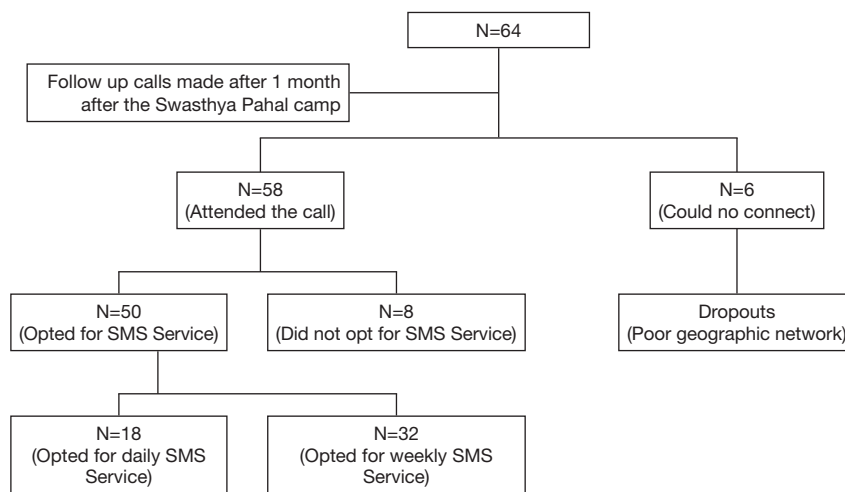 N=64
Follow up calls made after 1 month
after the Swasthya Pahal camp
N=58
(Attended the call)
N=6
(Could no connect)
N=50
(Opted for SMS Service)
N=8
(Did not opt for SMS Service)
Dropouts
(Poor geographic network)
N=18
(Opted for daily SMS
Service)
N=32
(Opted for weekly SMS
Service)